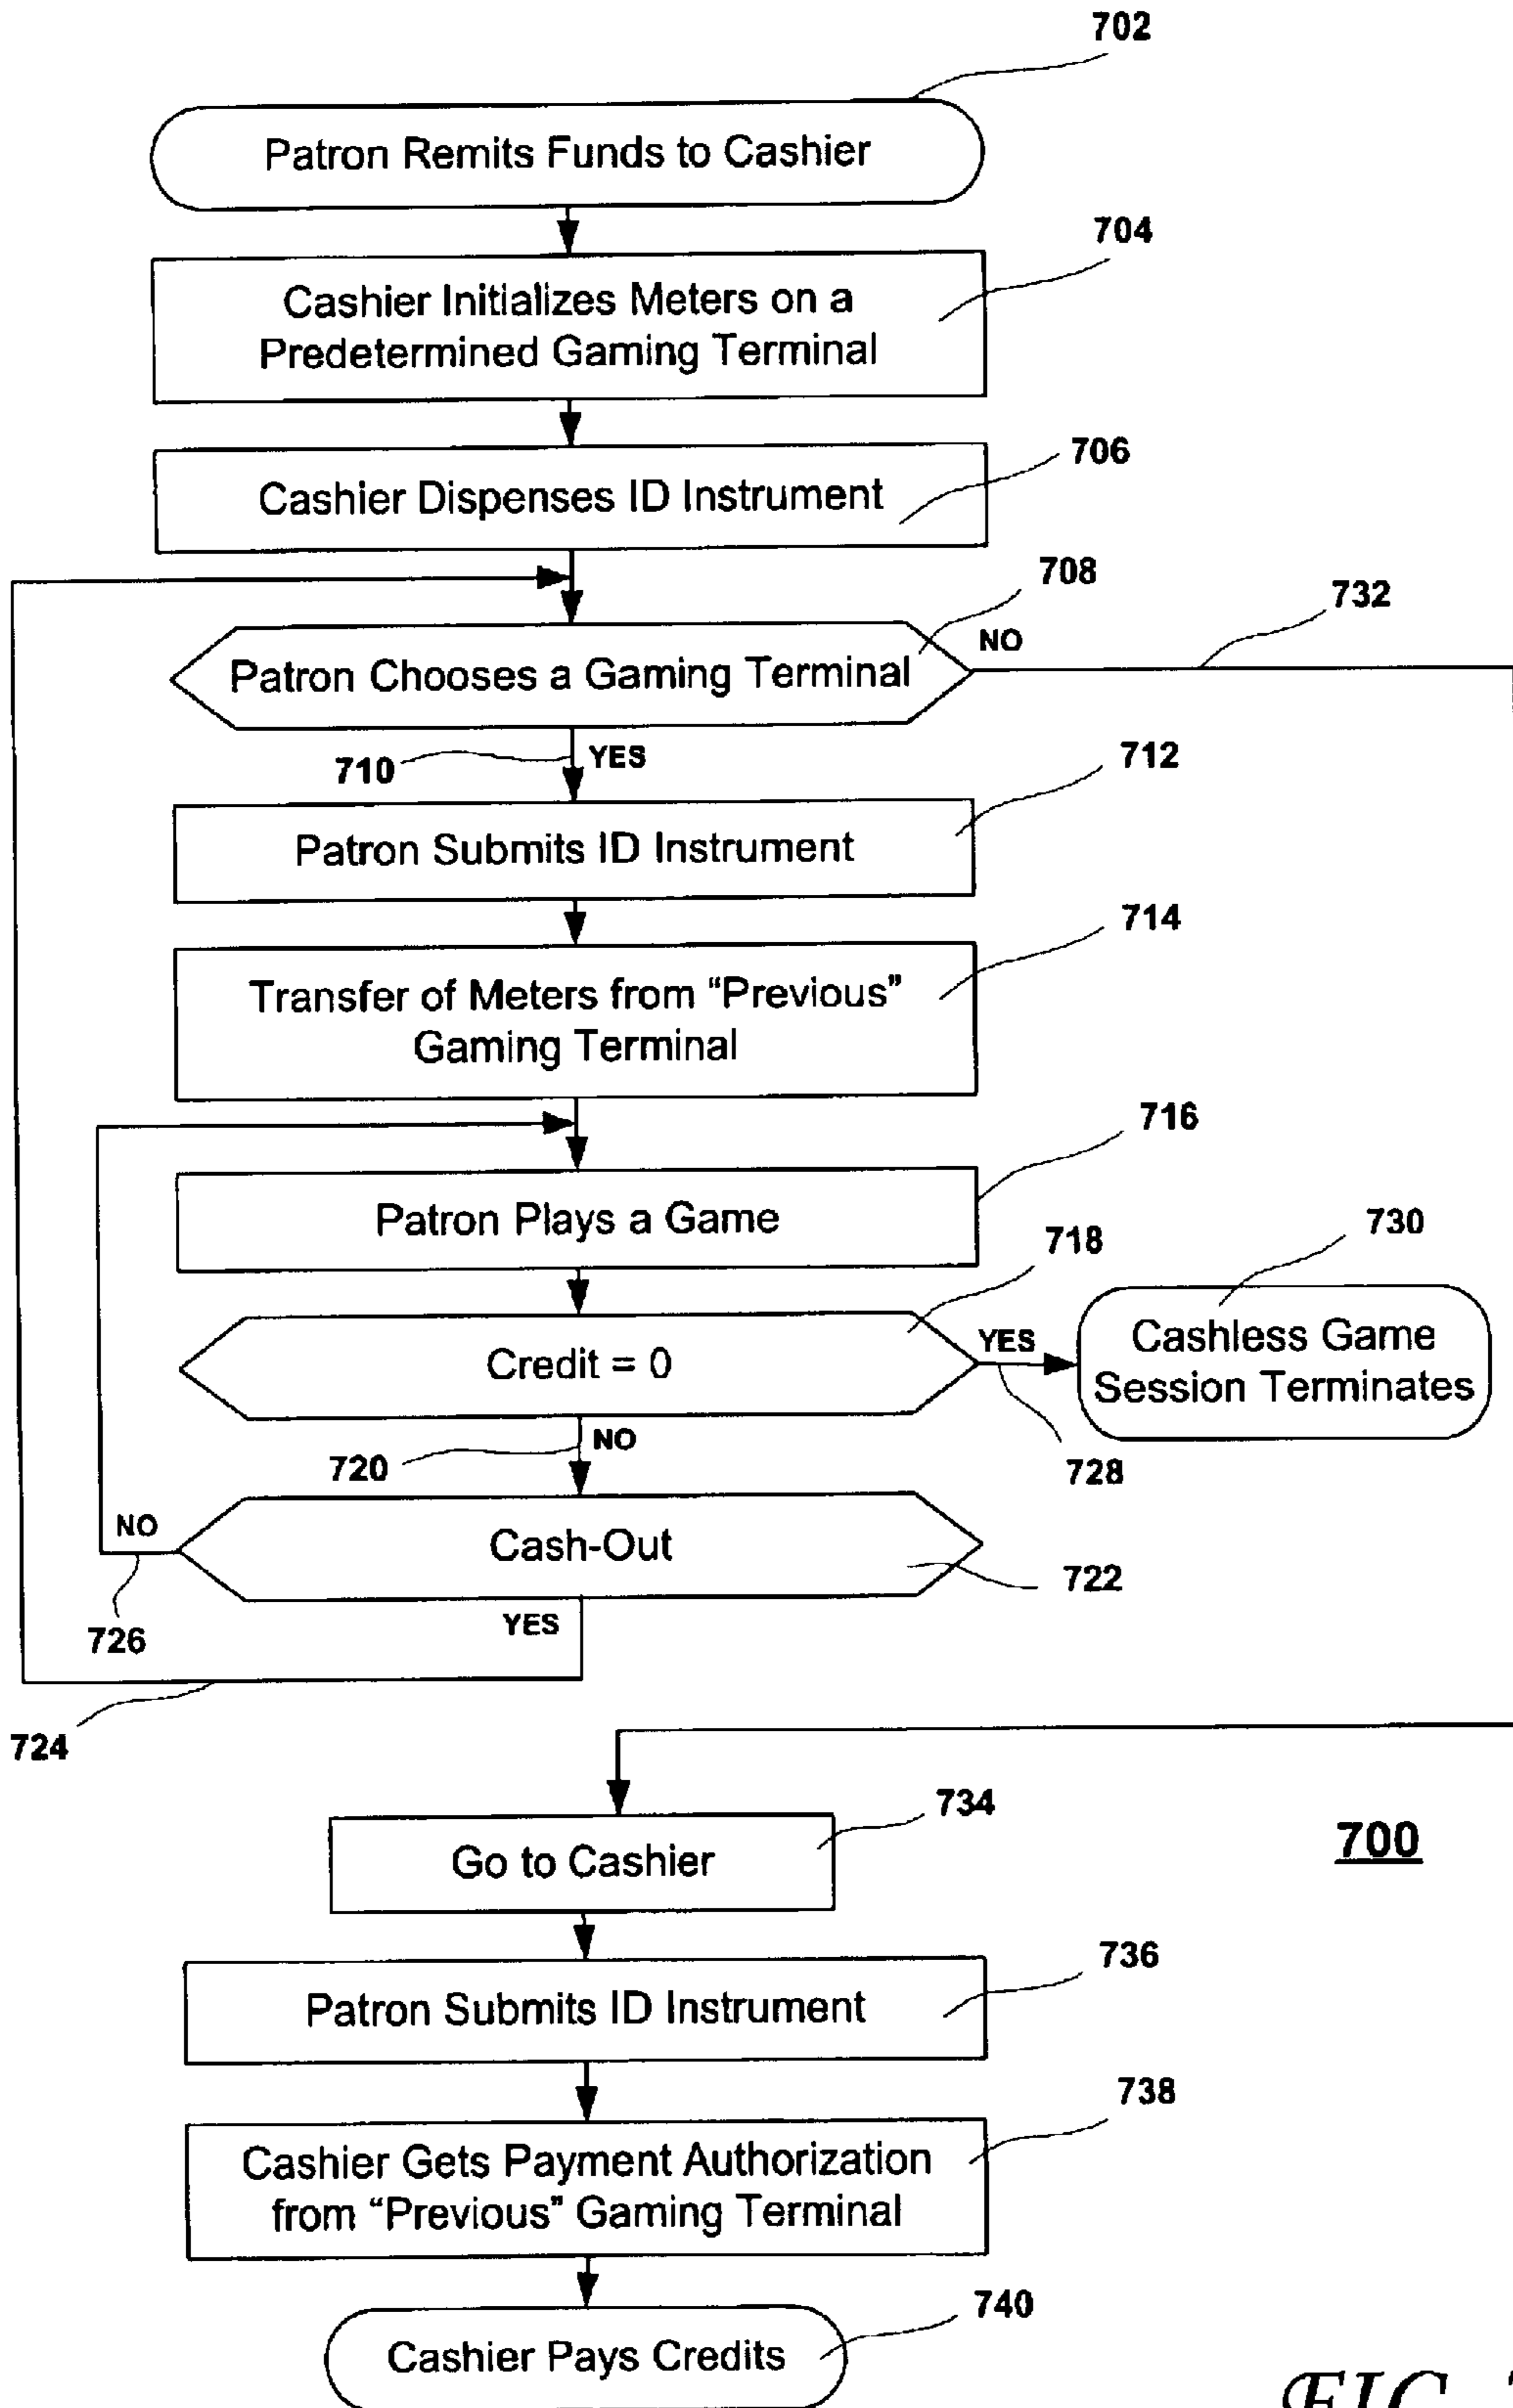 702
Patron Remits Funds to Cashier
704
Cashier Initializes Meters on a
Predetermined Gaming Terminal
706
Cashier Dispenses ID Instrument
708
732
NO
Patron Chooses a Gaming Terminal
710
YES
712
Patron Submits ID Instrument
714
Transfer of Meters from “Previous”
Gaming Terminal
716
Patron Plays a Game
718
730
YES
Cashless Game
Session Terminates
Credit = 0
720
NO
728
NO
Cash-Out
722
726
YES
724
734
Go to Cashier
700
736
Patron Submits ID Instrument
738
Cashier Gets Payment Authorization
from “Previous” Gaming Terminal
740
Cashier Pays Credits
FIG.